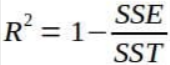 R² = 1 − SSE/SST